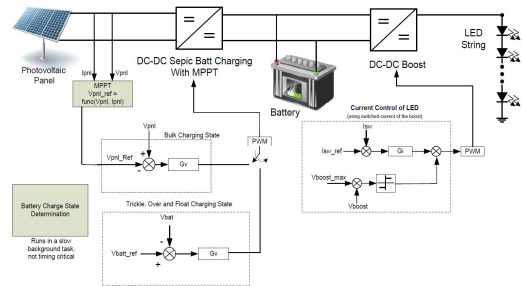 Photovoltaic
Panel
Ipnl
Vpnl
MPPT
Vpnl_ref =
func(Vpnl, Ipnl)
DC-DC Sepic Batt Charging
With MPPT
Battery
DC-DC Boost
LED
String
Vpnl
Bulk Charging State
+
Vpnl_Ref
-
Gv
PWM
Current Control of LED
(using switched current of the boost)
Isw
Isw_ref
Gi
PWM
Vboost_max
Vboost
Battery Charge State
Determination
Runs in a slow
background task,
not timing critical
Trickle, Over and Float Charging State
Vbat
-
Vbatt_ref
+
Gv